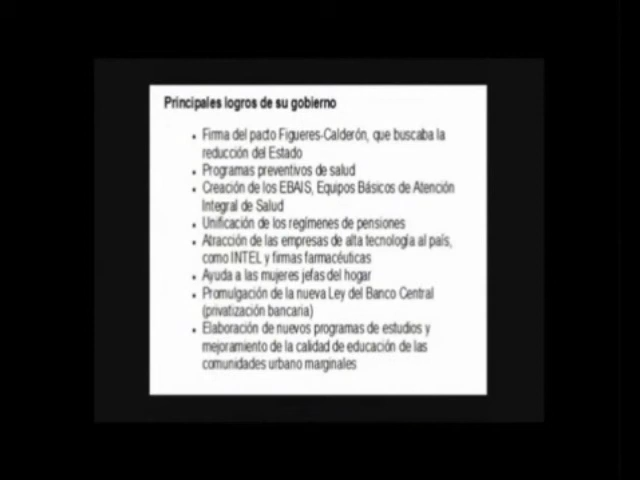 Principales logros de su gobierno
• Firma del pacto Figueres-Calderón, que buscaba la
reducción del Estado
• Programas preventivos de salud
• Creación de los EBAIS, Equipos Básicos de Atención
Integral de Salud
• Unificación de los regímenes de pensiones
• Atracción de las empresas de alta tecnología al país,
como INTEL y firmas farmacéuticas
• Ayuda a las mujeres jefas del hogar
• Promulgación de la nueva Ley del Banco Central
(privatización bancaria)
• Elaboración de nuevos programas de estudios y
mejoramiento de la calidad de educación de las
comunidades urbano marginales